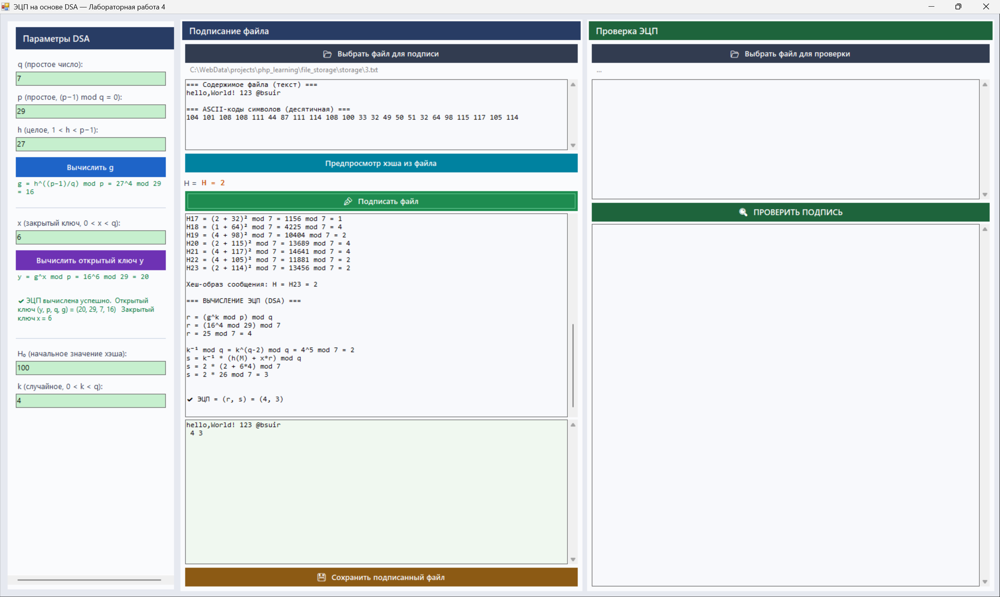 ЭЦП на основе DSA — Лабораторная работа 4
Параметры DSA
q (простое число):
7
p (простое, (p−1) mod q = 0):
29
h (целое, 1 < h < p−1):
27
Вычислить g
g = h^((p−1)/q) mod p = 27^4 mod 29
= 16
x (закрытый ключ, 0 < x < q):
6
Вычислить открытый ключ y
y = g^x mod p = 16^6 mod 29 = 20
✔ ЭЦП вычислена успешно. Открытый
ключ (y, p, q, g) = (20, 29, 7, 16) Закрытый
ключ x = 6
H₀ (начальное значение хэша):
100
k (случайное, 0 < k < q):
4
Подписание файла
Выбрать файл для подписи
C:\WebData\projects\php_learning\file_storage\storage\3.txt
=== Содержимое файла (текст) ===
hello,World! 123 @bsuir
=== ASCII-коды символов (десятичная) ===
104 101 108 108 111 44 87 111 114 108 100 33 32 49 50 51 32 64 98 115 117 105 114
Предпросмотр хэша из файла
H = H = 2
Подписать файл
H17 = (2 + 32)² mod 7 = 1156 mod 7 = 1
H18 = (1 + 64)² mod 7 = 4225 mod 7 = 4
H19 = (4 + 98)² mod 7 = 10404 mod 7 = 2
H20 = (2 + 115)² mod 7 = 13689 mod 7 = 4
H21 = (4 + 117)² mod 7 = 14641 mod 7 = 4
H22 = (4 + 105)² mod 7 = 11881 mod 7 = 2
H23 = (2 + 114)² mod 7 = 13456 mod 7 = 2
Хеш-образ сообщения: H = H23 = 2
=== ВЫЧИСЛЕНИЕ ЭЦП (DSA) ===
r = (g^k mod p) mod q
r = (16^4 mod 29) mod 7
r = 25 mod 7 = 4
k⁻¹ mod q = k^(q-2) mod q = 4^5 mod 7 = 2
s = k⁻¹ * (h(M) + x*r) mod q
s = 2 * (2 + 6*4) mod 7
s = 2 * 26 mod 7 = 3
✔ ЭЦП = (r, s) = (4, 3)
hello,World! 123 @bsuir
4 3
Сохранить подписанный файл
Проверка ЭЦП
Выбрать файл для проверки
...
ПРОВЕРИТЬ ПОДПИСЬ